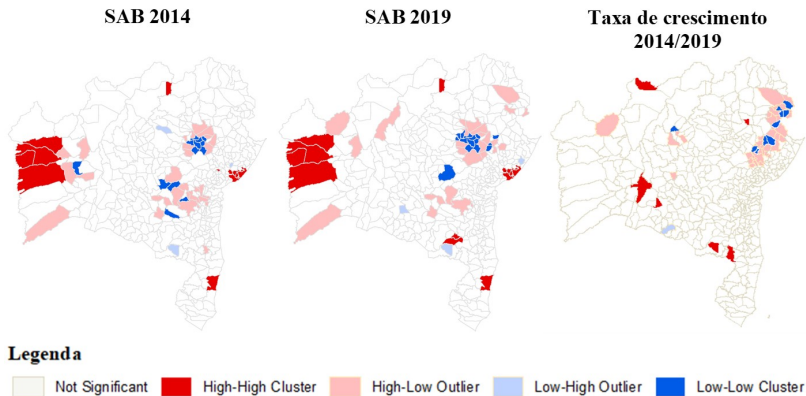 SAB 2014
SAB 2019
Taxa de crescimento
2014/2019
Legenda
Not Significant
High-High Cluster
High-Low Outlier
Low-High Outlier
Low-Low Cluster